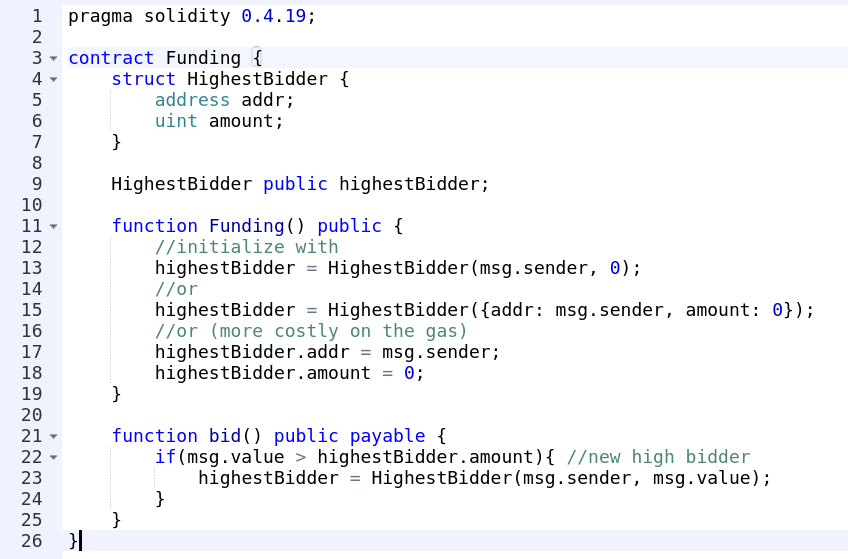 1 pragma solidity 0.4.19;
2
3 contract Funding {
4     struct HighestBidder {
5         address addr;
6         uint amount;
7     }
8
9     HighestBidder public highestBidder;
10
11     function Funding() public {
12         //initialize with
13         highestBidder = HighestBidder(msg.sender, 0);
14         //or
15         highestBidder = HighestBidder({addr: msg.sender, amount: 0});
16         //or (more costly on the gas)
17         highestBidder.addr = msg.sender;
18         highestBidder.amount = 0;
19     }
20
21     function bid() public payable {
22         if(msg.value > highestBidder.amount){ //new high bidder
23             highestBidder = HighestBidder(msg.sender, msg.value);
24         }
25     }
26 }